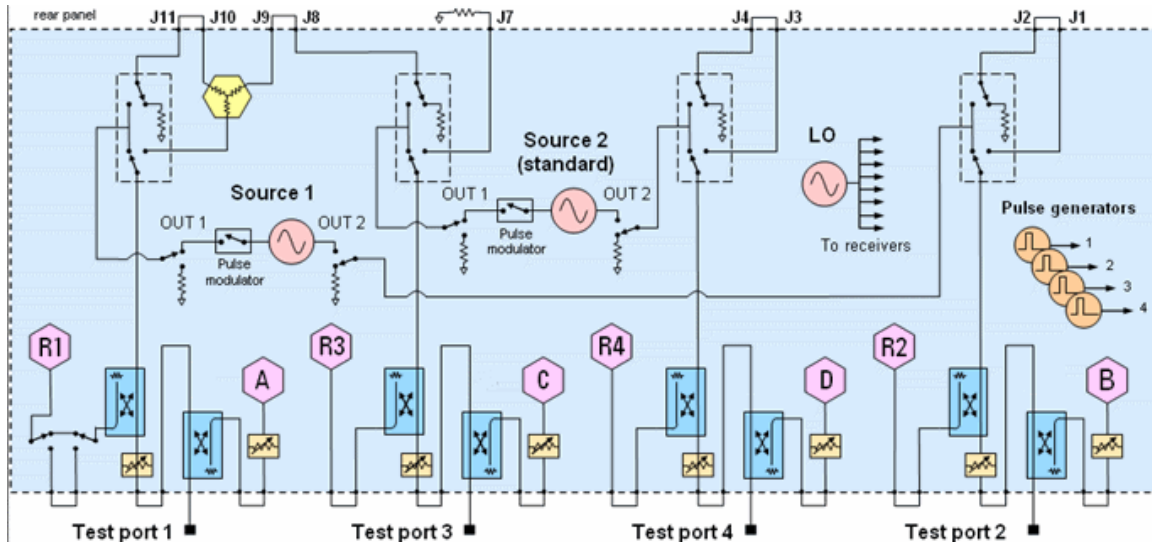 rear panel
J11 J10 J9 J8 J7 J4 J3 J2 J1
Source 1
OUT 1
OUT 2
Pulse
modulator
Source 2
(standard)
OUT 1
OUT 2
Pulse
modulator
LO
To receivers
Pulse generators
1
2
3
4
R1 A R3 C R4 D R2 B
Test port 1 Test port 3 Test port 4 Test port 2